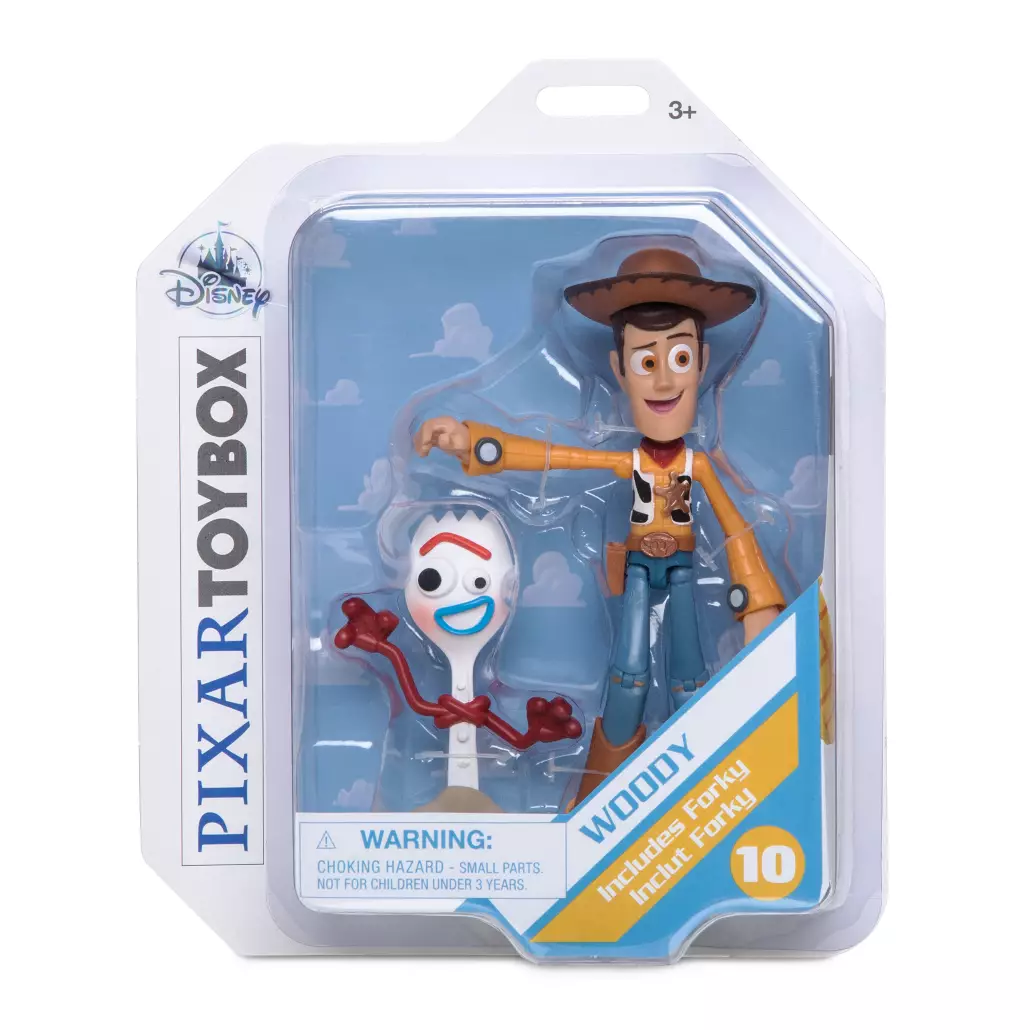 3+
Disney
PIXAR TOYBOX
WOODY
Includes Forky
Inclut Forky
10
⚠ WARNING:
CHOKING HAZARD - SMALL PARTS.
NOT FOR CHILDREN UNDER 3 YEARS.